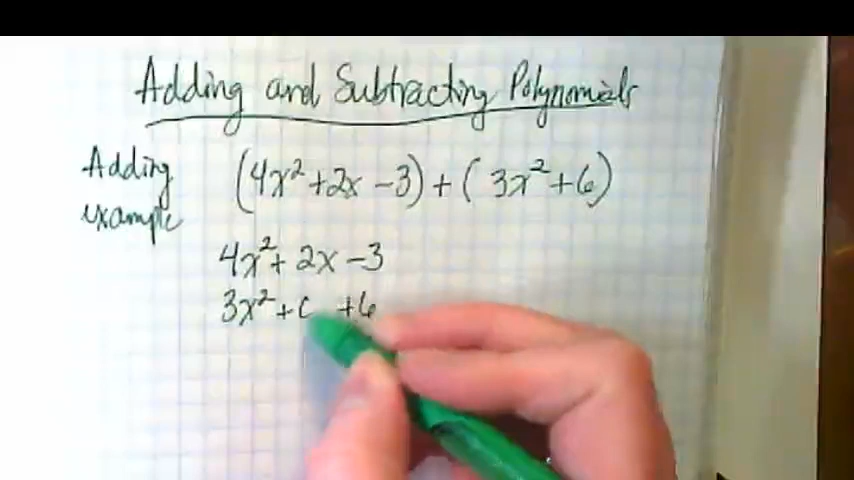 Adding and Subtracting Polynomials
Adding example
(4x²+2x-3)+(3x²+6)
4x²+2x-3
3x²+ +6